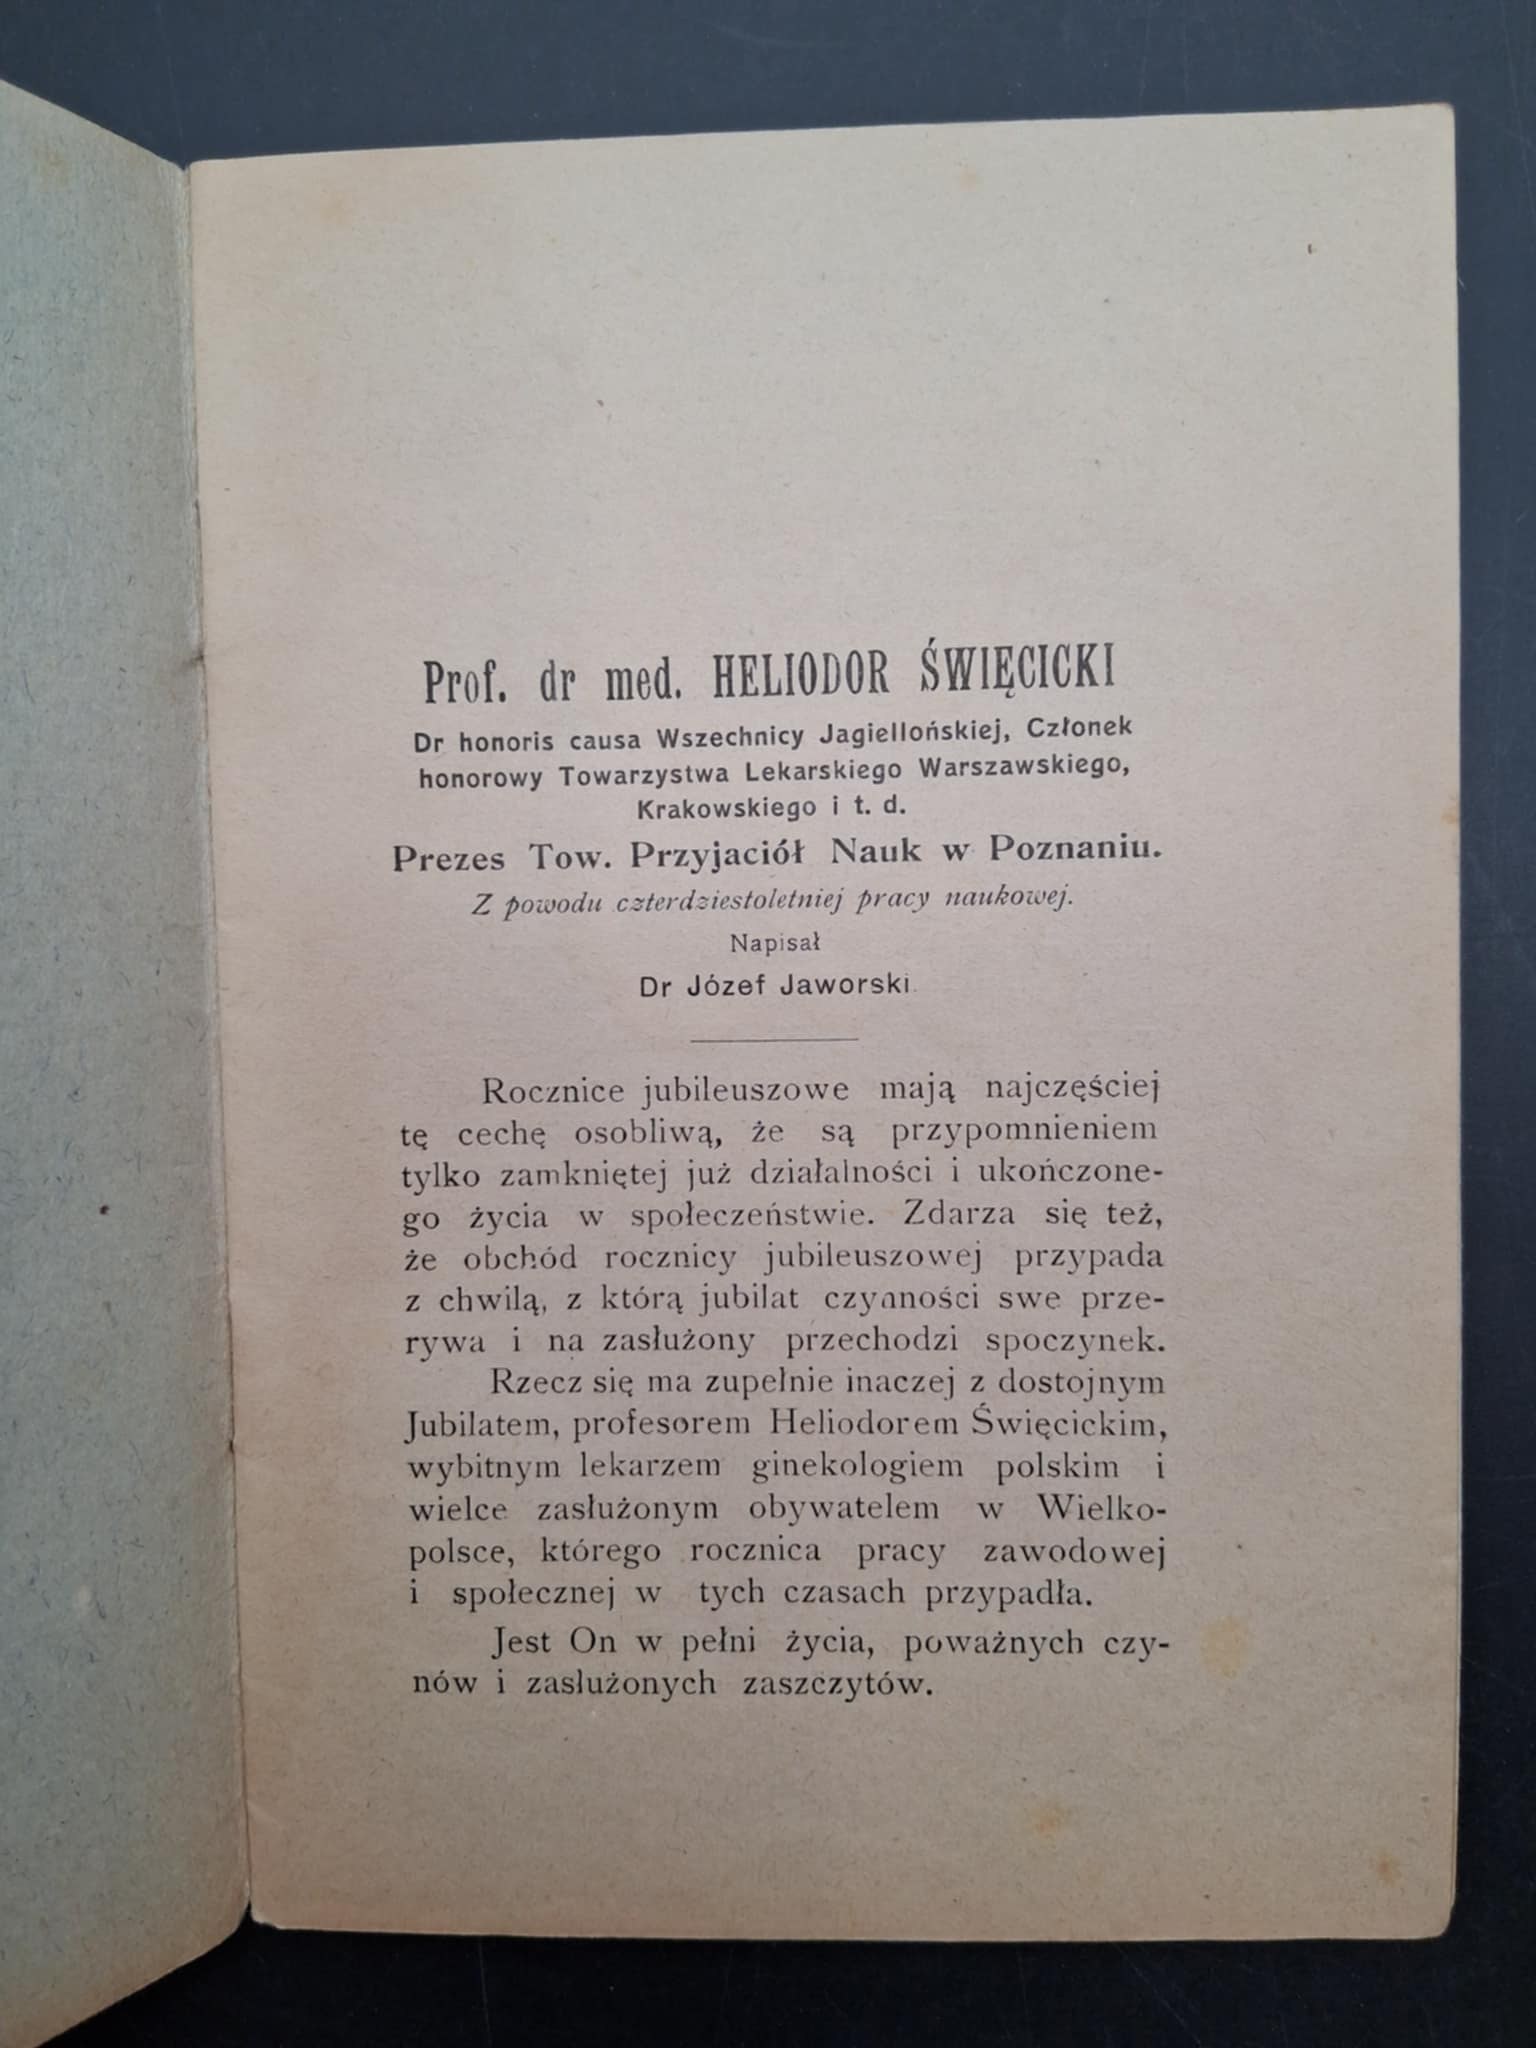 Prof. dr med. HELIODOR ŚWIĘCICKI
Dr honoris causa Wszechnicy Jagiellońskiej, Członek
honorowy Towarzystwa Lekarskiego Warszawskiego,
Krakowskiego i t. d.
Prezes Tow. Przyjaciół Nauk w Poznaniu.
Z powodu czterdziestoletniej pracy naukowej.
Napisał
Dr Józef Jaworski
Rocznice jubileuszowe mają najczęściej
tę cechę osobliwą, że są przypomnieniem
tylko zamkniętej już działalności i ukończone-
go życia w społeczeństwie. Zdarza się też,
że obchód rocznicy jubileuszowej przypada
z chwilą, z którą jubilat czynności swe prze-
rywa i na zasłużony przechodzi spoczynek.
Rzecz się ma zupełnie inaczej z dostojnym
Jubilatem, profesorem Heliodorem Święcickim,
wybitnym lekarzem ginekologiem polskim i
wielce zasłużonym obywatelem w Wielko-
polsce, którego rocznica pracy zawodowej
i społecznej w tych czasach przypadła.
Jest On w pełni życia, poważnych czy-
nów i zasłużonych zaszczytów.